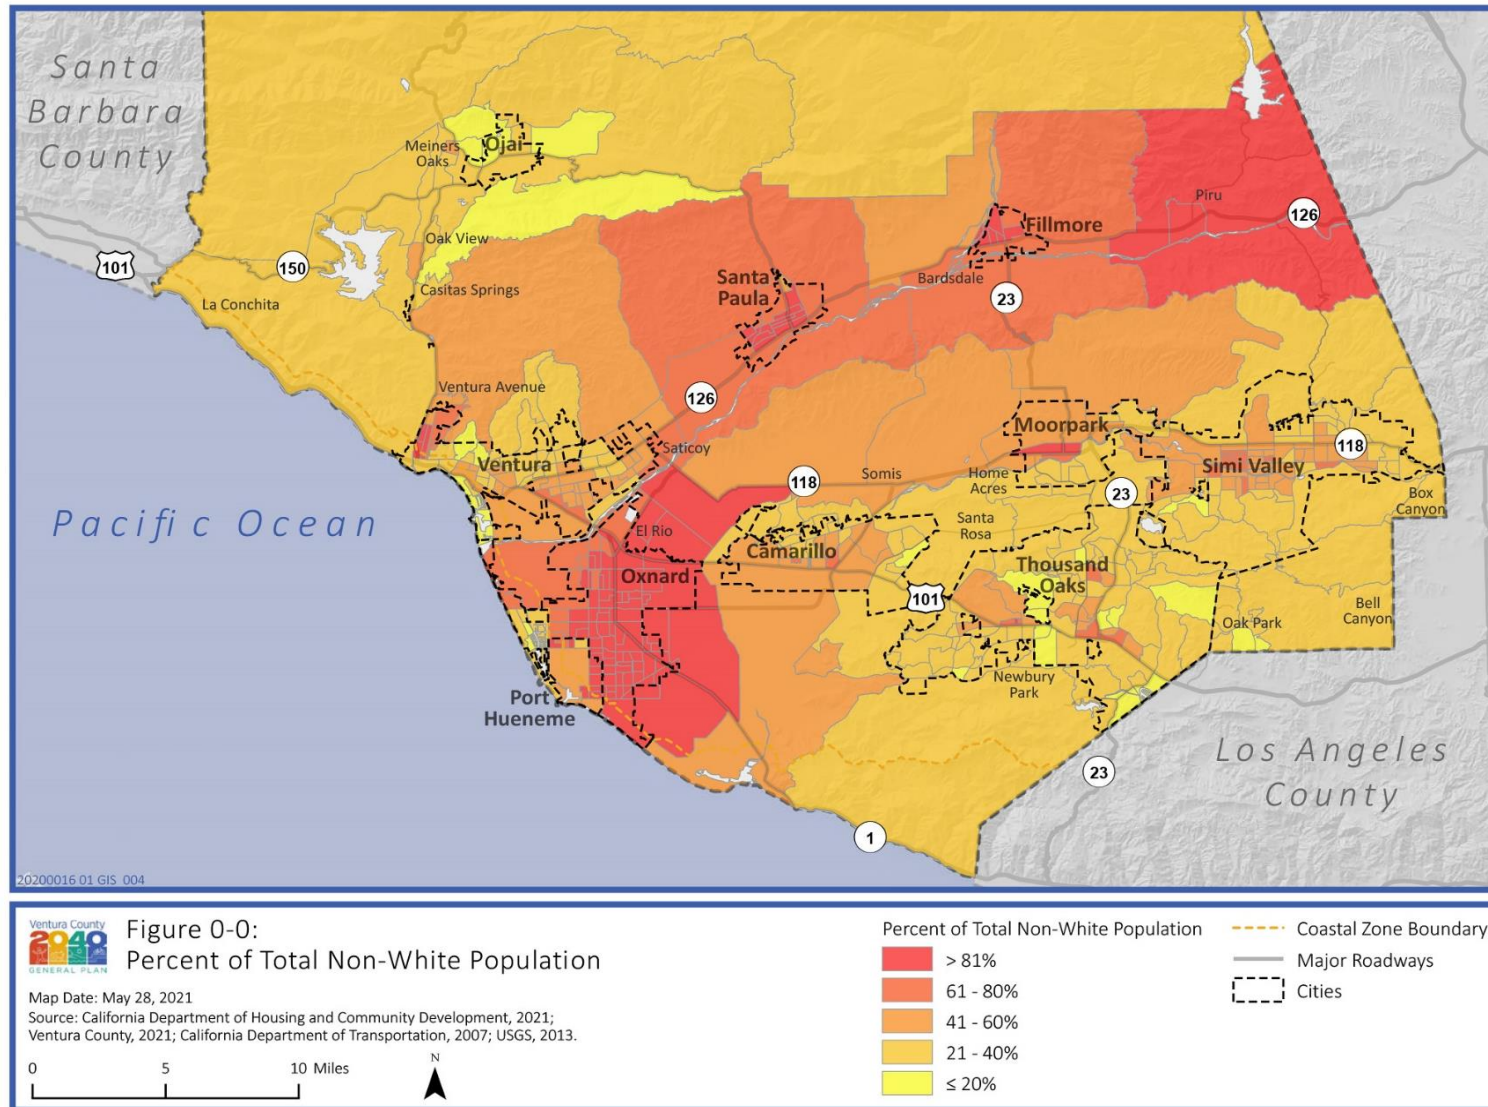 Santa
Barbara
County
Meiners
Oaks
Ojai
Piru
126
Fillmore
101
150
Oak View
Santa
Paula
Bardsdale
23
La Conchita
Casitas Springs
Ventura Avenue
126
Moorpark
118
Ventura
Saticoy
118
Somis
Home
Acres
23
Simi Valley
Box
Canyon
Pacific Ocean
El Rio
Santa
Rosa
Camarillo
Oxnard
Thousand
Oaks
101
Oak Park
Bell
Canyon
Newbury
Park
Port
Hueneme
Los Angeles
County
23
1
20200016 01 GIS 004
Ventura County
2040
GENERAL PLAN
Figure 0-0:
Percent of Total Non-White Population
Map Date: May 28, 2021
Source: California Department of Housing and Community Development, 2021;
Ventura County, 2021; California Department of Transportation, 2007; USGS, 2013.
0 5 10 Miles
N
Percent of Total Non-White Population
> 81%
61 - 80%
41 - 60%
21 - 40%
≤ 20%
Coastal Zone Boundary
Major Roadways
Cities